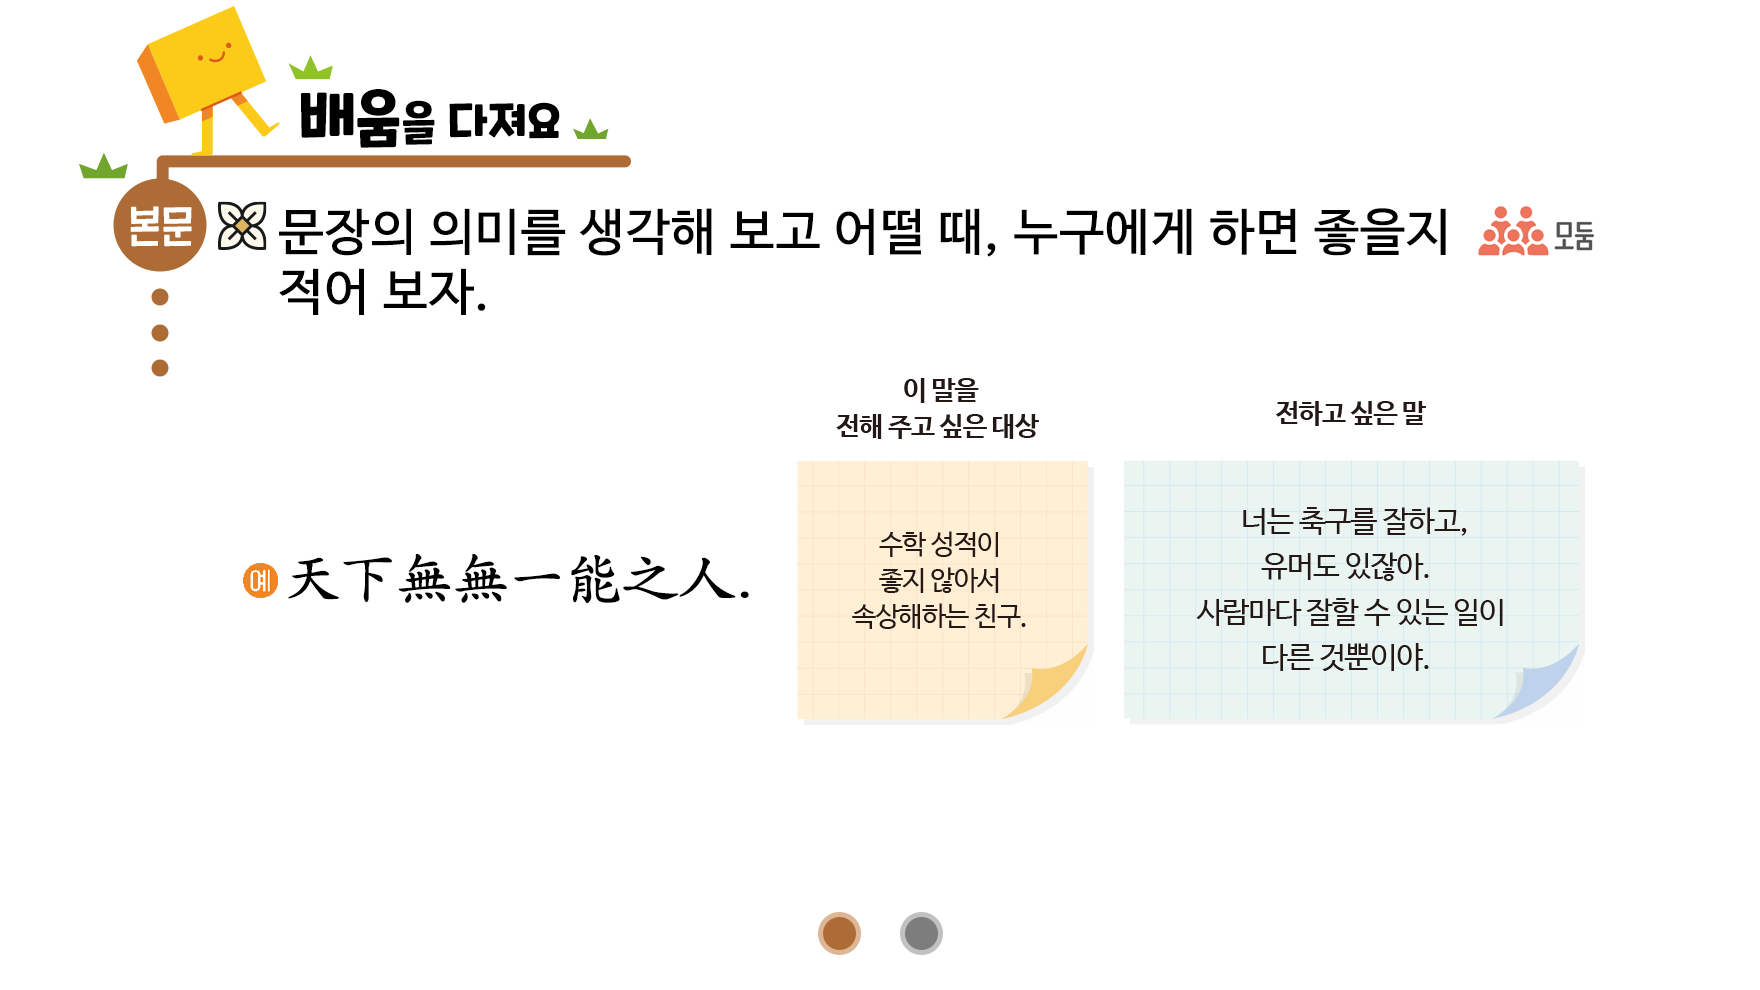 배움을 다져요
본문
문장의 의미를 생각해 보고 어떨 때, 누구에게 하면 좋을지
적어 보자.
모둠
이 말을
전해 주고 싶은 대상
전하고 싶은 말
예 天下無無一能之人.
수학 성적이
좋지 않아서
속상해하는 친구.
너는 축구를 잘하고,
유머도 있잖아.
사람마다 잘할 수 있는 일이
다른 것뿐이야.